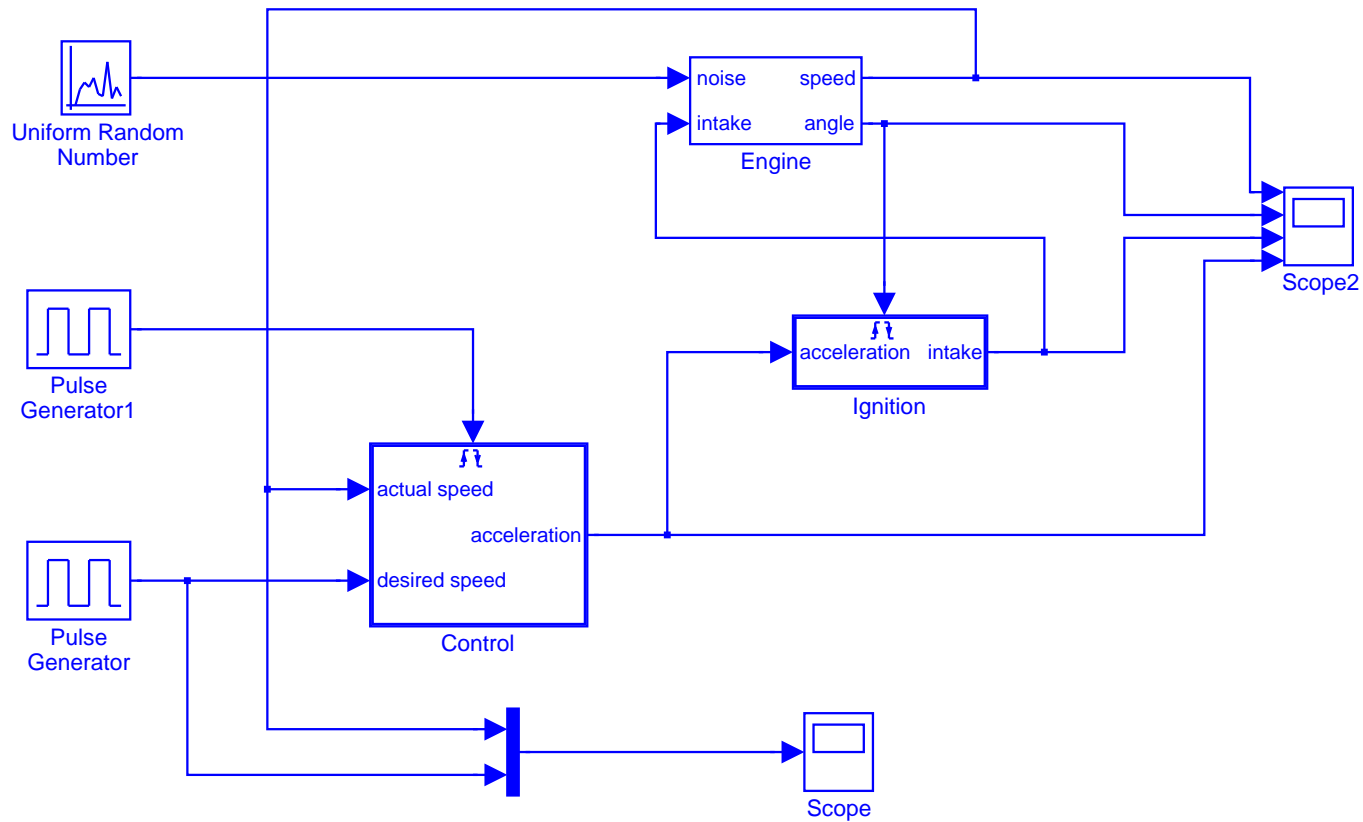 noise
speed
intake
angle
Engine
Uniform Random
Number
Scope2
acceleration
intake
Ignition
Pulse
Generator1
actual speed
acceleration
desired speed
Control
Pulse
Generator
Scope